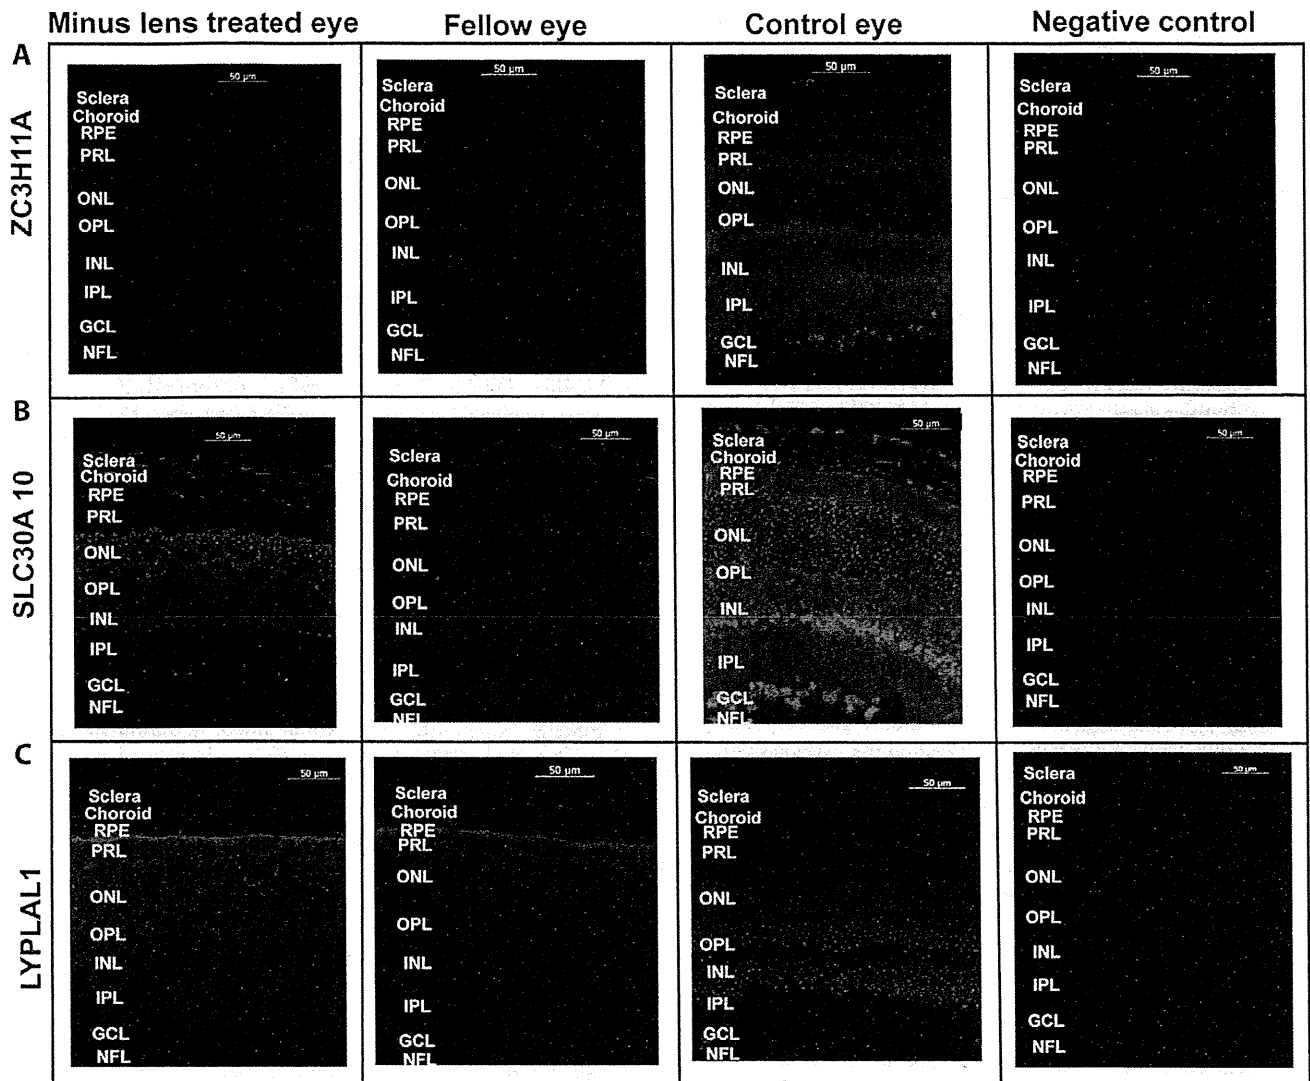 Minus lens treated eye
Fellow eye
Control eye
Negative control
A
ZC3H11A
50 µm
Sclera
Choroid
RPE
PRL
ONL
OPL
INL
IPL
GCL
NFL
50 µm
Sclera
Choroid
RPE
PRL
ONL
OPL
INL
IPL
GCL
NFL
50 µm
Sclera
Choroid
RPE
PRL
ONL
OPL
INL
IPL
GCL
NFL
50 µm
Sclera
Choroid
RPE
PRL
ONL
OPL
INL
IPL
GCL
NFL
B
SLC30A 10
50 µm
Sclera
Choroid
RPE
PRL
ONL
OPL
INL
IPL
GCL
NFL
50 µm
Sclera
Choroid
RPE
PRL
ONL
OPL
INL
IPL
GCL
NFL
50 µm
Sclera
Choroid
RPE
PRL
ONL
OPL
INL
IPL
GCL
NFL
50 µm
Sclera
Choroid
RPE
PRL
ONL
OPL
INL
IPL
GCL
NFL
C
LYPLAL1
50 µm
Sclera
Choroid
RPE
PRL
ONL
OPL
INL
IPL
GCL
NFL
50 µm
Sclera
Choroid
RPE
PRL
ONL
OPL
INL
IPL
GCL
NFL
50 µm
Sclera
Choroid
RPE
PRL
ONL
OPL
INL
IPL
GCL
NFL
50 µm
Sclera
Choroid
RPE
PRL
ONL
OPL
INL
IPL
GCL
NFL